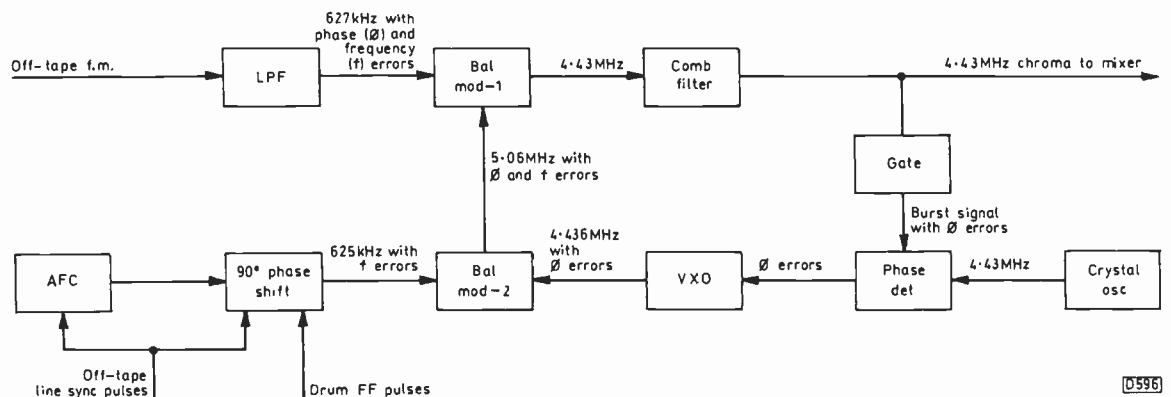 Off-tape f.m.
LPF
627kHz with
phase (Ø) and
frequency
(f) errors
Bal
mod-1
4·43MHz
Comb
filter
4·43MHz chroma to mixer
Gate
5·06MHz with
Ø and f errors
Burst signal
with Ø errors
AFC
90° phase
shift
625kHz with
f errors
Bal
mod-2
4·436MHz
with
Ø errors
VXO
Ø errors
Phase
det
4·43MHz
Crystal
osc
Off-tape
line sync pulses
Drum FF pulses
D596